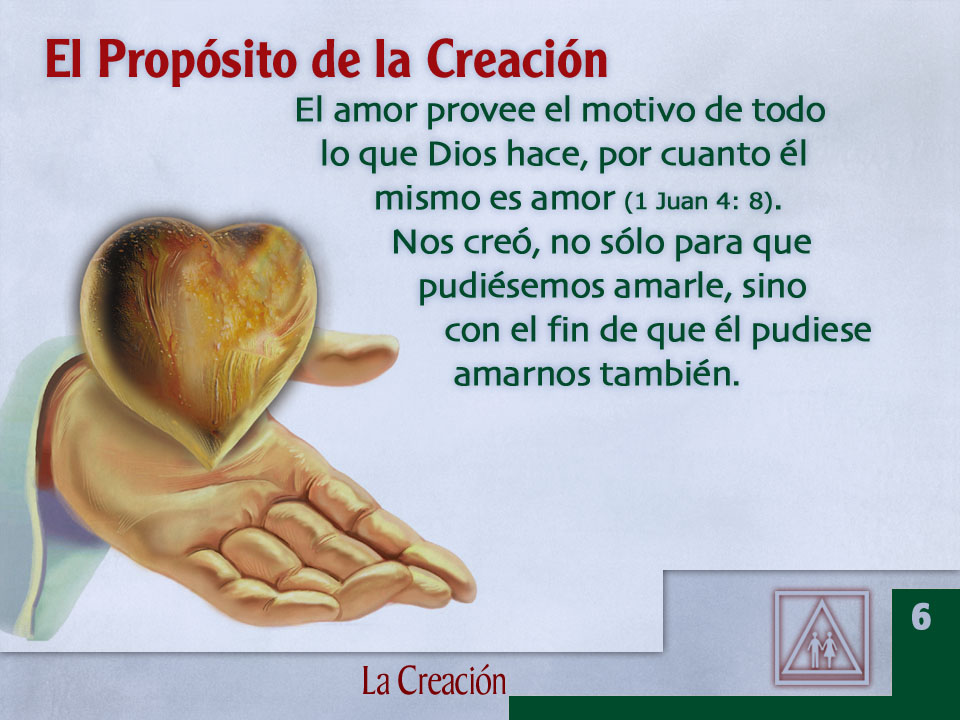 El Propósito de la Creación
El amor provee el motivo de todo
lo que Dios hace, por cuanto él
mismo es amor (1 Juan 4: 8).
Nos creó, no sólo para que
pudiésemos amarle, sino
con el fin de que él pudiese
amarnos también.
6
La Creación